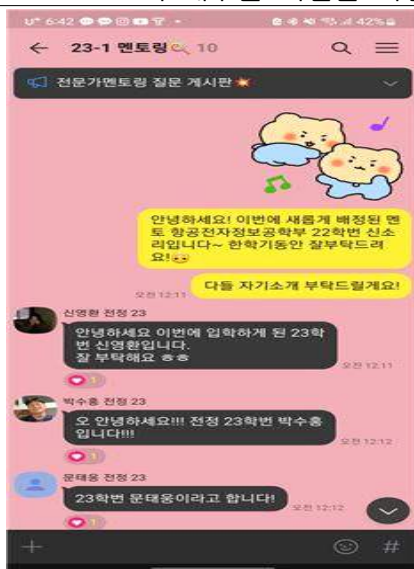 U+ 6:42
42%
23-1 멘토링 10
전문가멘토링 질문 게시판
안녕하세요! 이번에 새롭게 배정된 멘
토 항공전자정보공학부 22학번 신소
리입니다~ 한학기동안 잘부탁드려
요!
다들 자기소개 부탁드릴게요!
오전 12:11
신영환 전정 23
안녕하세요 이번에 입학하게 된 23학
번 신영환입니다.
잘 부탁해요 ㅎㅎ
오전 12:11
1
박수홍 전정 23
오 안녕하세요!!! 전정 23학번 박수홍
입니다!!!
오전 12:12
1
문태웅 전정 23
23학번 문태웅이라고 합니다!
오전 12:12
1
+
#